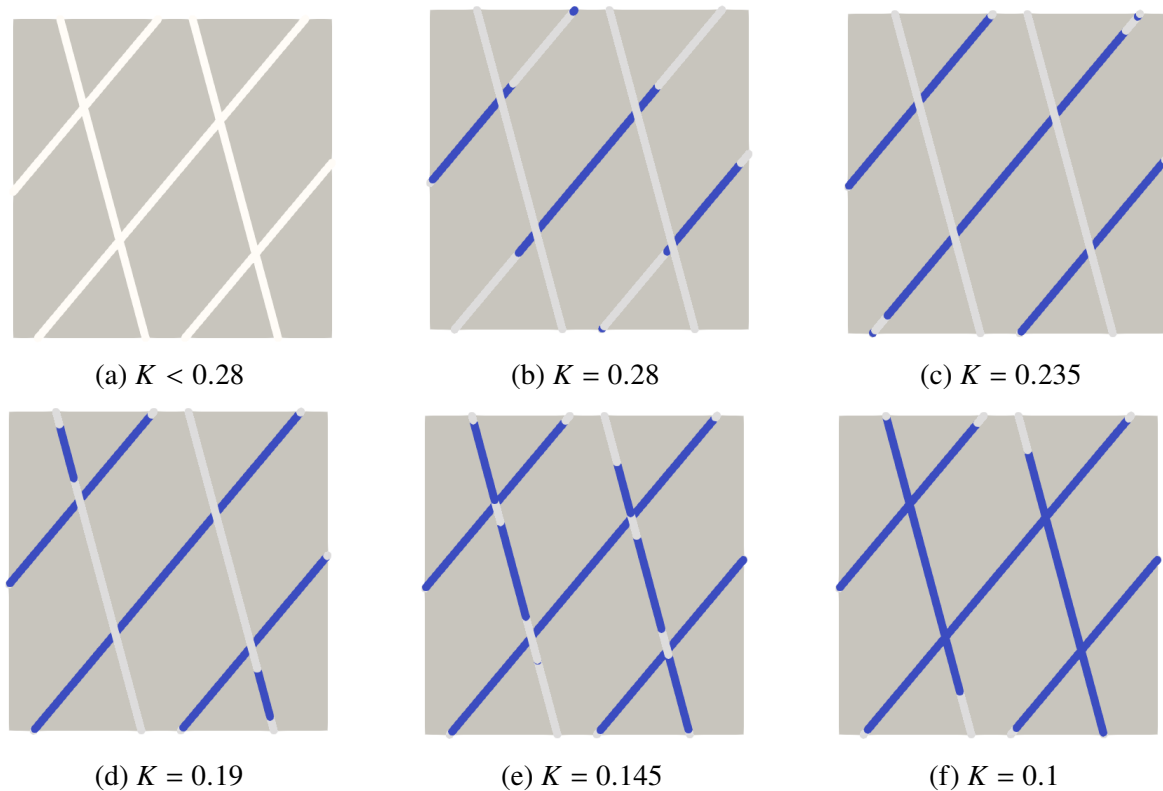 (a) K < 0.28
(b) K = 0.28
(c) K = 0.235
(d) K = 0.19
(e) K = 0.145
(f) K = 0.1